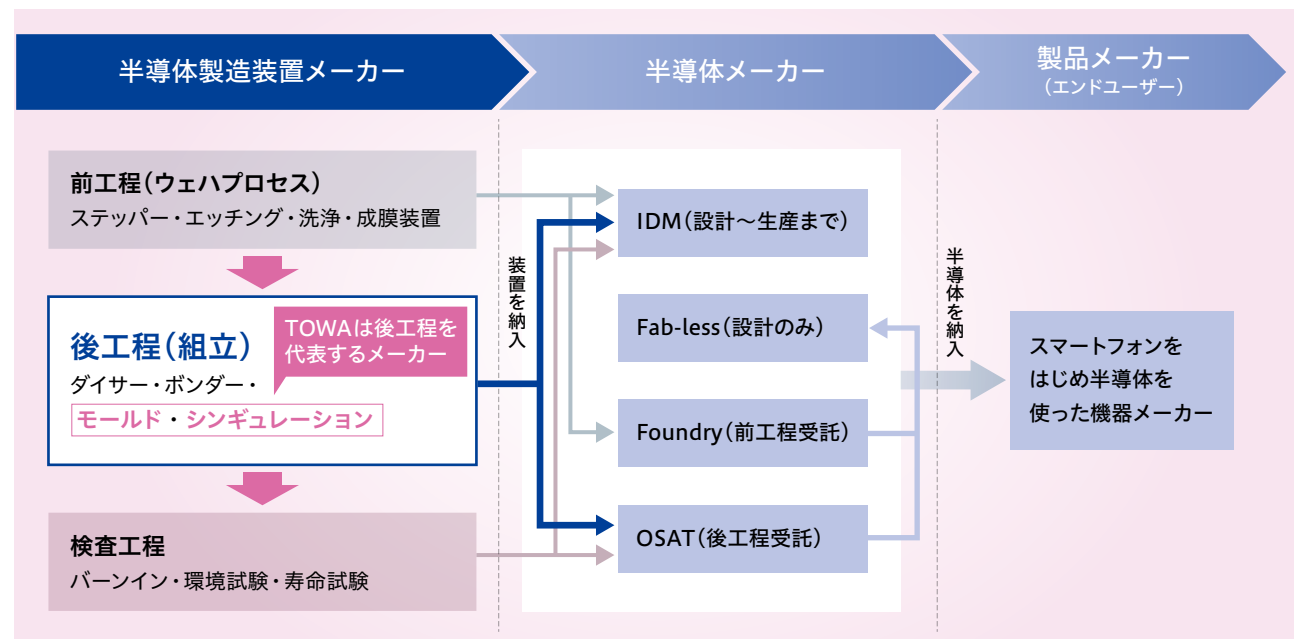 半導体製造装置メーカー
半導体メーカー
製品メーカー
（エンドユーザー）
前工程（ウェハプロセス）
ステッパー・エッチング・洗浄・成膜装置
後工程（組立）
TOWAは後工程を
代表するメーカー
ダイサー・ボンダー・
モールド・シンギュレーション
検査工程
バーンイン・環境試験・寿命試験
装置を納入
IDM（設計～生産まで）
Fab-less（設計のみ）
Foundry（前工程受託）
OSAT（後工程受託）
半導体を納入
スマートフォンを
はじめ半導体を
使った機器メーカー